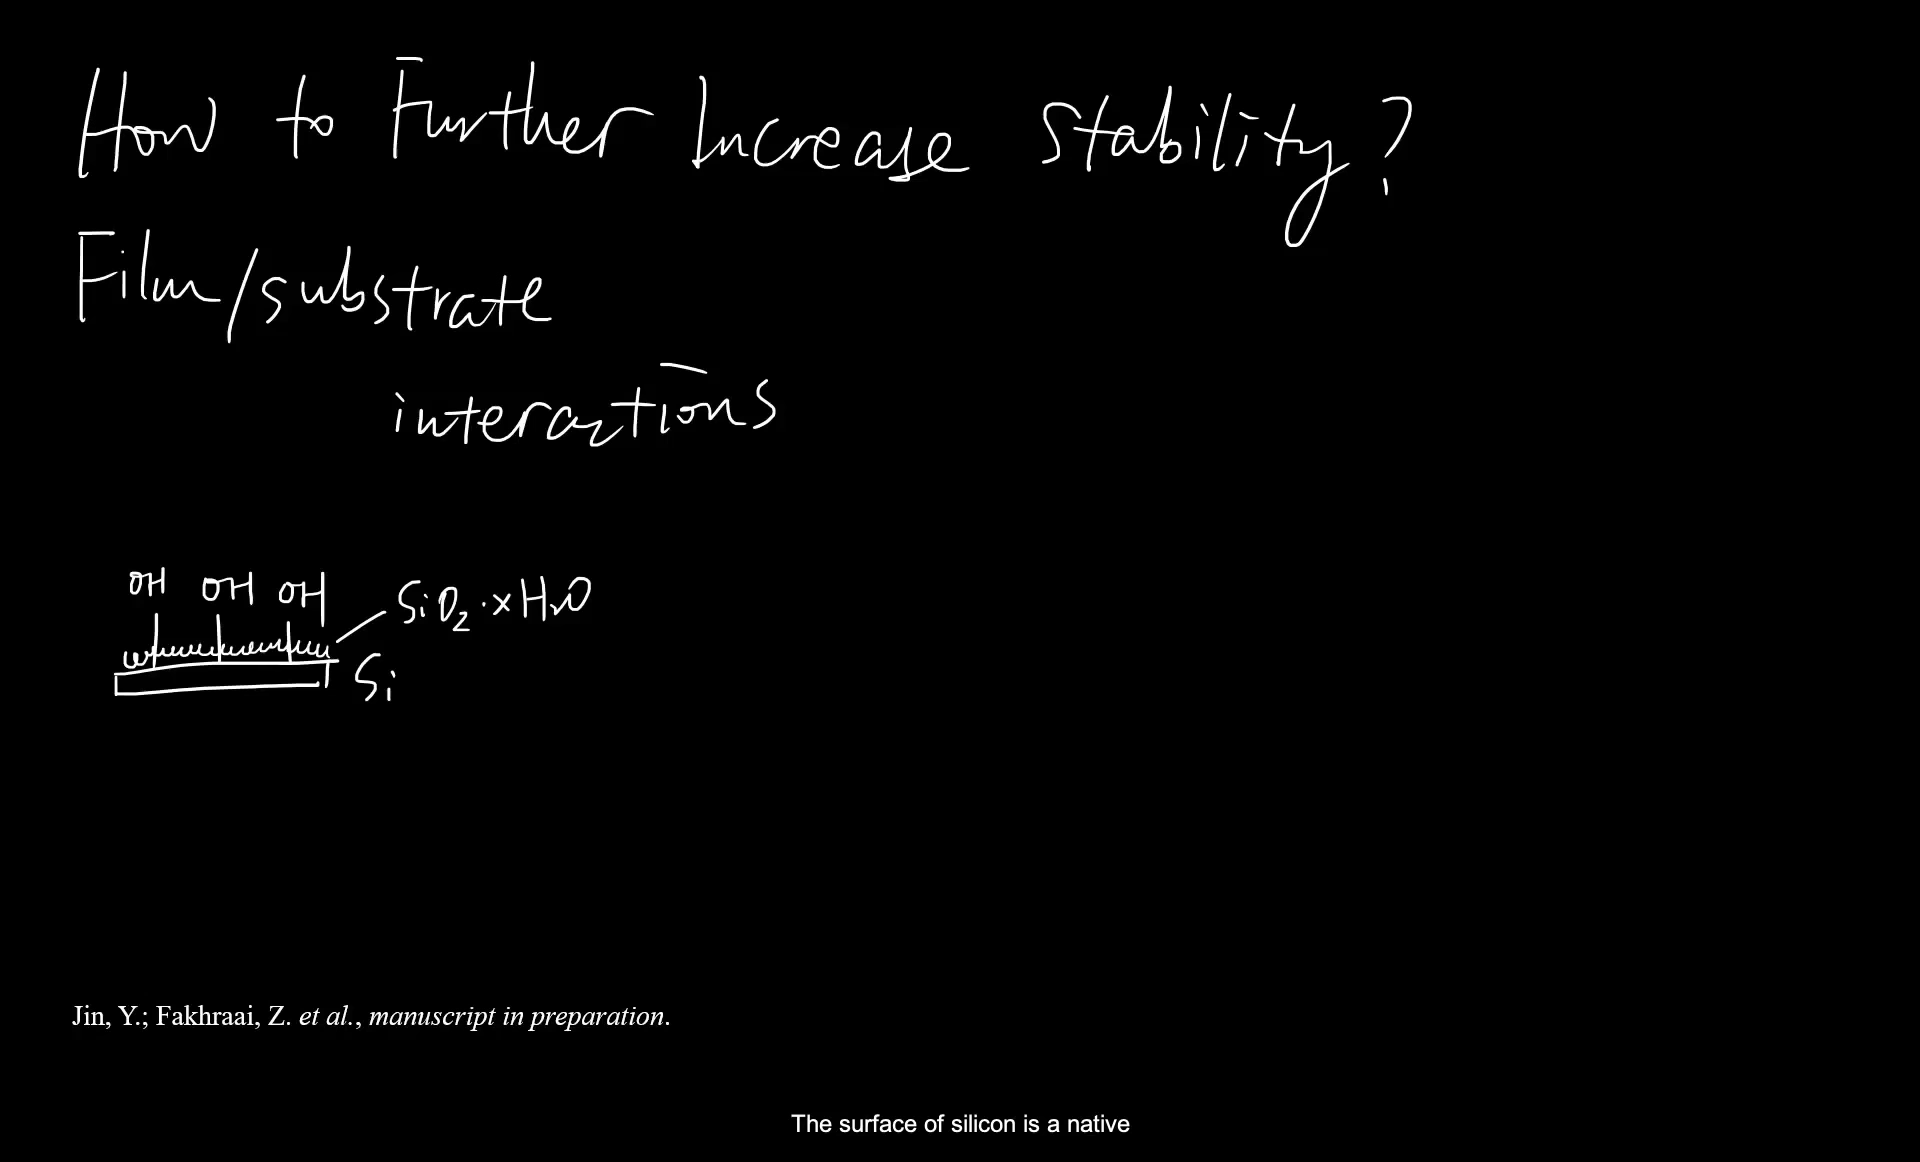 How to Further Increase Stability?
Film/substrate
interactions
OH OH OH
SiO₂·xH₂O
Si
Jin, Y.; Fakhraai, Z. et al., manuscript in preparation.
The surface of silicon is a native